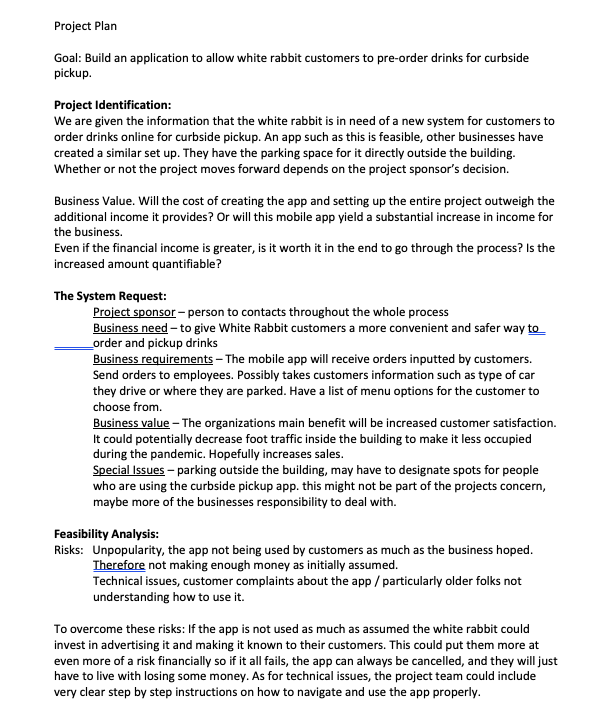 Project Plan
Goal: Build an application to allow white rabbit customers to pre-order drinks for curbside
pickup.
Project Identification:
We are given the information that the white rabbit is in need of a new system for customers to
order drinks online for curbside pickup. An app such as this is feasible, other businesses have
created a similar set up. They have the parking space for it directly outside the building.
Whether or not the project moves forward depends on the project sponsor's decision.
Business Value. Will the cost of creating the app and setting up the entire project outweigh the
additional income it provides? Or will this mobile app yield a substantial increase in income for
the business.
Even if the financial income is greater, is it worth it in the end to go through the process? Is the
increased amount quantifiable?
The System Request:
Project sponsor – person to contacts throughout the whole process
Business need – to give White Rabbit customers a more convenient and safer way to
order and pickup drinks
Business requirements – The mobile app will receive orders inputted by customers.
Send orders to employees. Possibly takes customers information such as type of car
they drive or where they are parked. Have a list of menu options for the customer to
choose from.
Business value – The organizations main benefit will be increased customer satisfaction.
It could potentially decrease foot traffic inside the building to make it less occupied
during the pandemic. Hopefully increases sales.
Special Issues – parking outside the building, may have to designate spots for people
who are using the curbside pickup app. this might not be part of the projects concern,
maybe more of the businesses responsibility to deal with.
Feasibility Analysis:
Risks: Unpopularity, the app not being used by customers as much as the business hoped.
Therefore not making enough money as initially assumed.
Technical issues, customer complaints about the app / particularly older folks not
understanding how to use it.
To overcome these risks: If the app is not used as much as assumed the white rabbit could
invest in advertising it and making it known to their customers. This could put them more at
even more of a risk financially so if it all fails, the app can always be cancelled, and they will just
have to live with losing some money. As for technical issues, the project team could include
very clear step by step instructions on how to navigate and use the app properly.